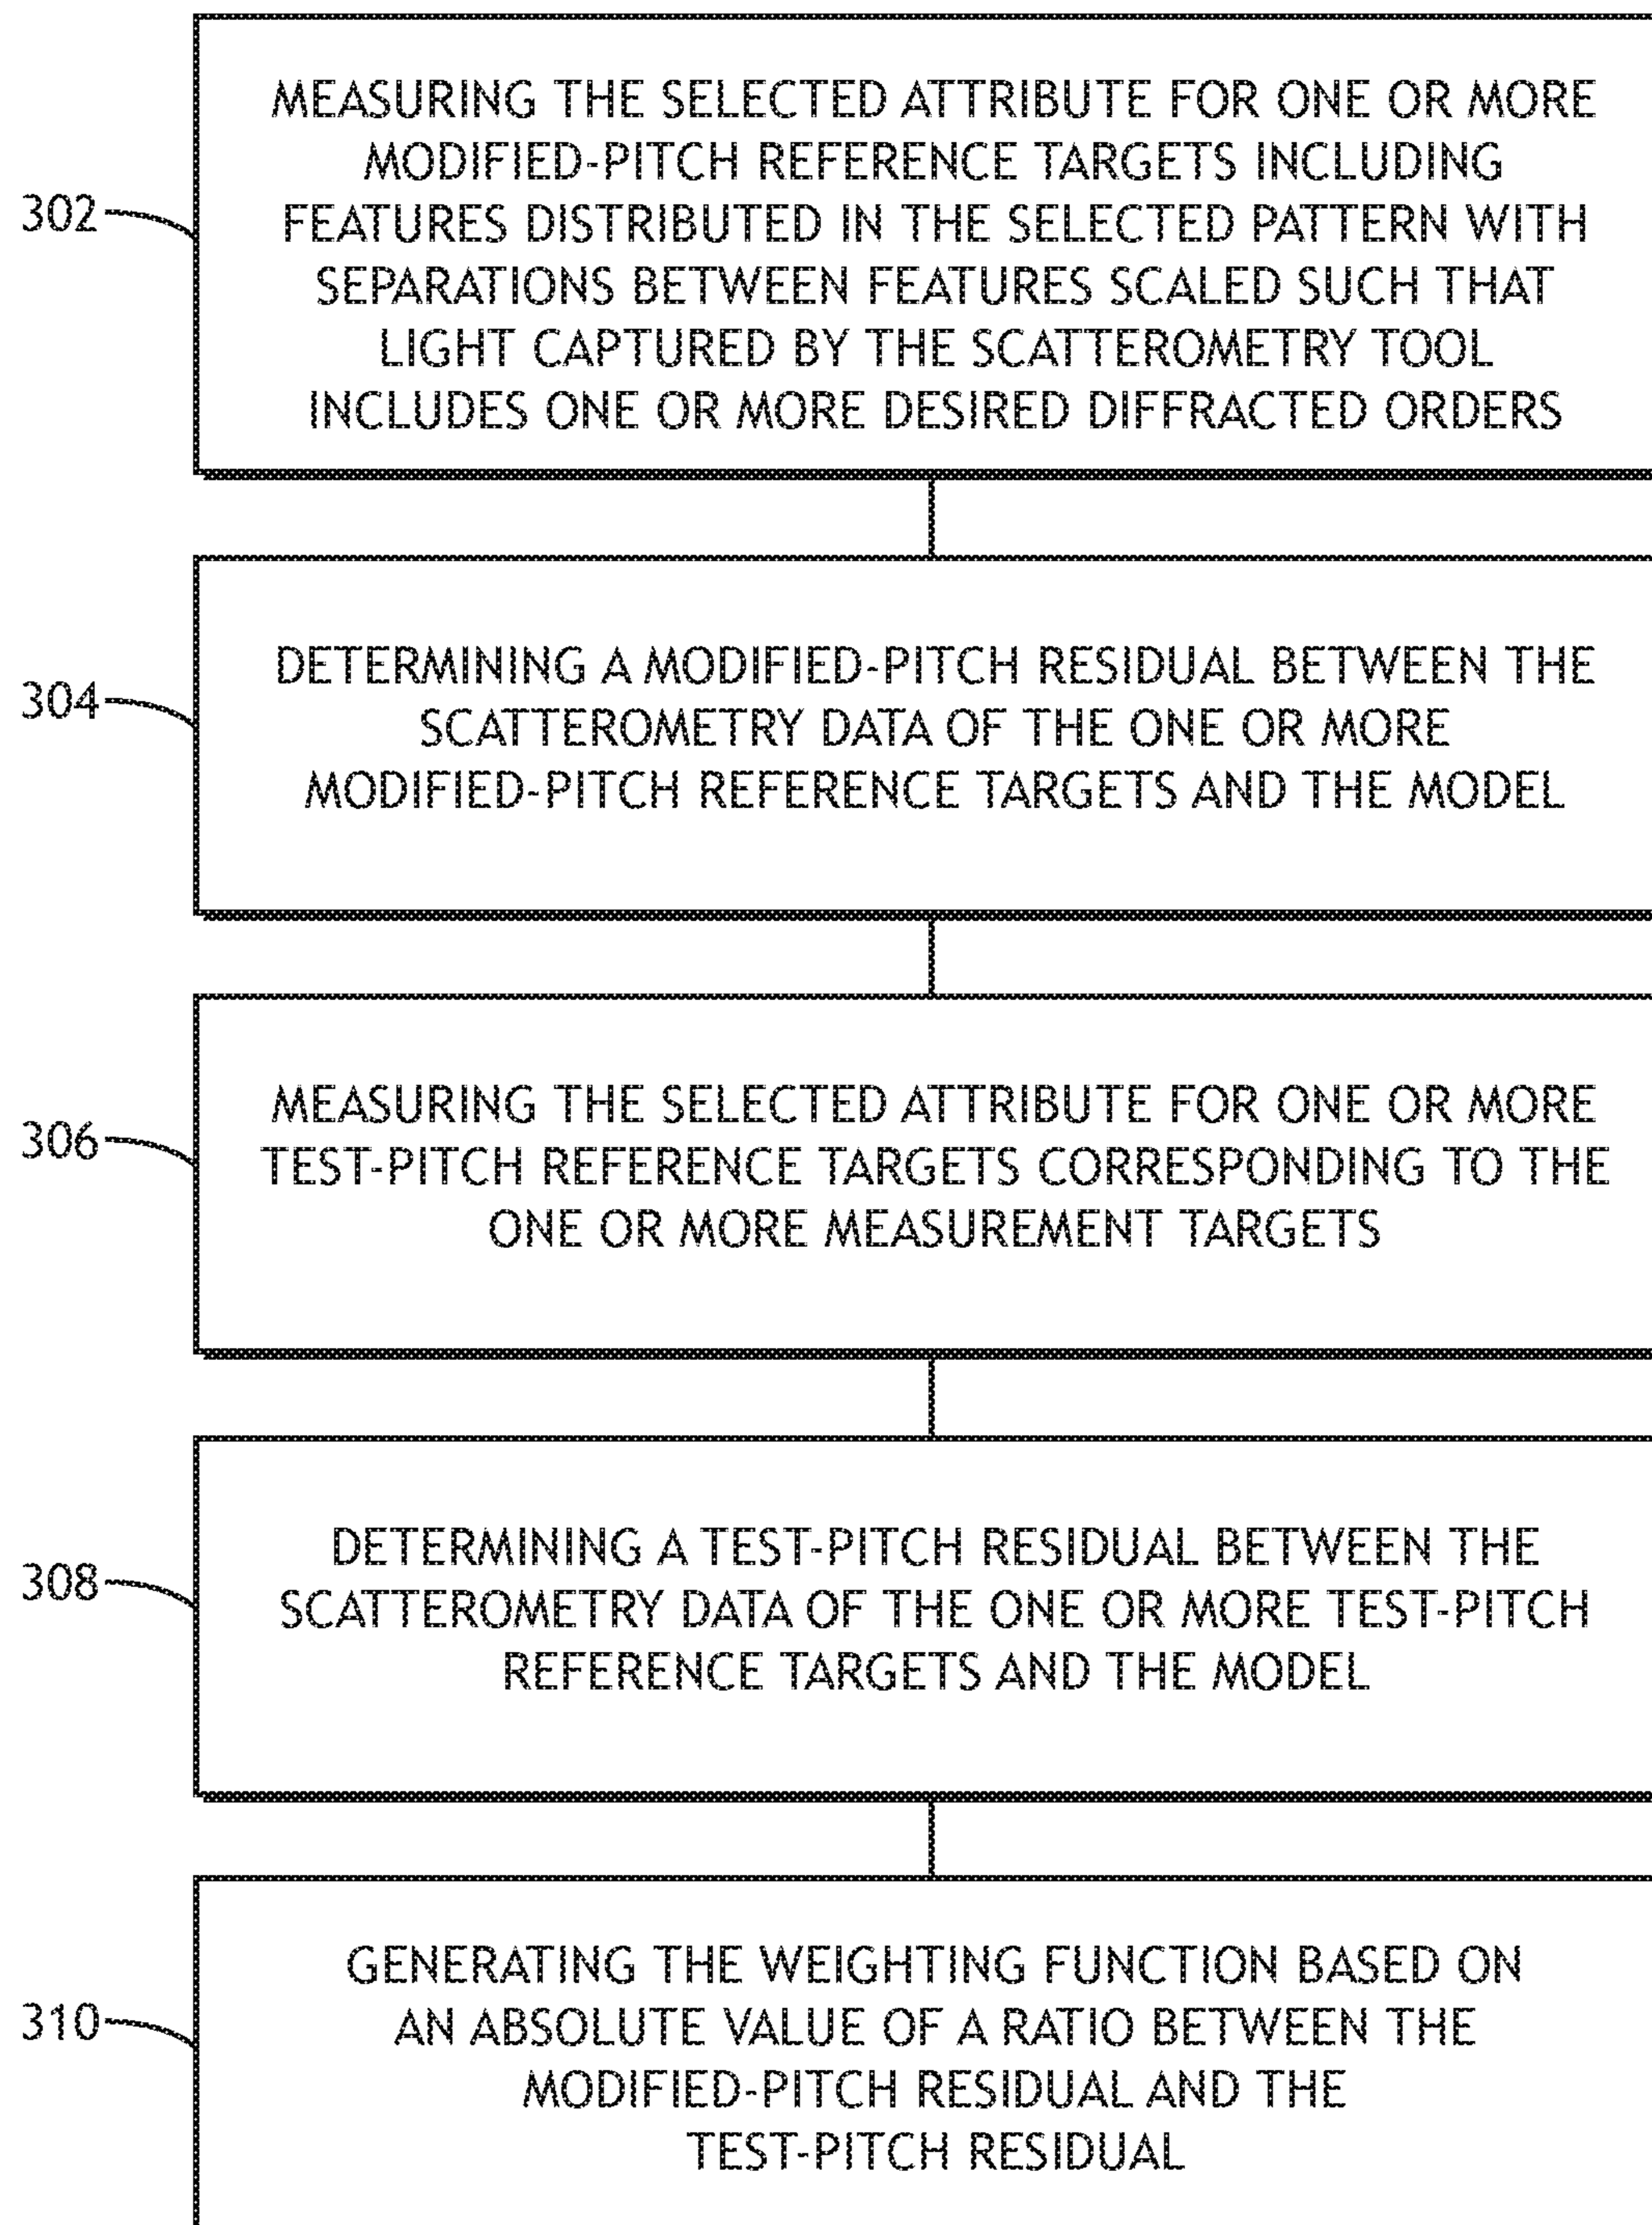 MEASURING THE SELECTED ATTRIBUTE FOR ONE OR MORE
MODIFIED-PITCH REFERENCE TARGETS INCLUDING
302
FEATURES DISTRIBUTED IN THE SELECTED PATTERN WITH
SEPARATIONS BETWEEN FEATURES SCALED SUCH THAT
LIGHT CAPTURED BY THE SCATTEROMETRY TOOL
INCLUDES ONE OR MORE DESIRED DIFFRACTED ORDERS
DETERMINING A MODIFIED-PITCH RESIDUAL BETWEEN THE
304
SCATTEROMETRY DATA OF THE ONE OR MORE
MODIFIED-PITCH REFERENCE TARGETS AND THE MODEL
MEASURING THE SELECTED ATTRIBUTE FOR ONE OR MORE
306
TEST-PITCH REFERENCE TARGETS CORRESPONDING TO THE
ONE OR MORE MEASUREMENT TARGETS
DETERMINING A TEST-PITCH RESIDUAL BETWEEN THE
308
SCATTEROMETRY DATA OF THE ONE OR MORE TEST-PITCH
REFERENCE TARGETS AND THE MODEL
GENERATING THE WEIGHTING FUNCTION BASED ON
310
AN ABSOLUTE VALUE OF A RATIO BETWEEN THE
MODIFIED-PITCH RESIDUAL AND THE
TEST-PITCH RESIDUAL